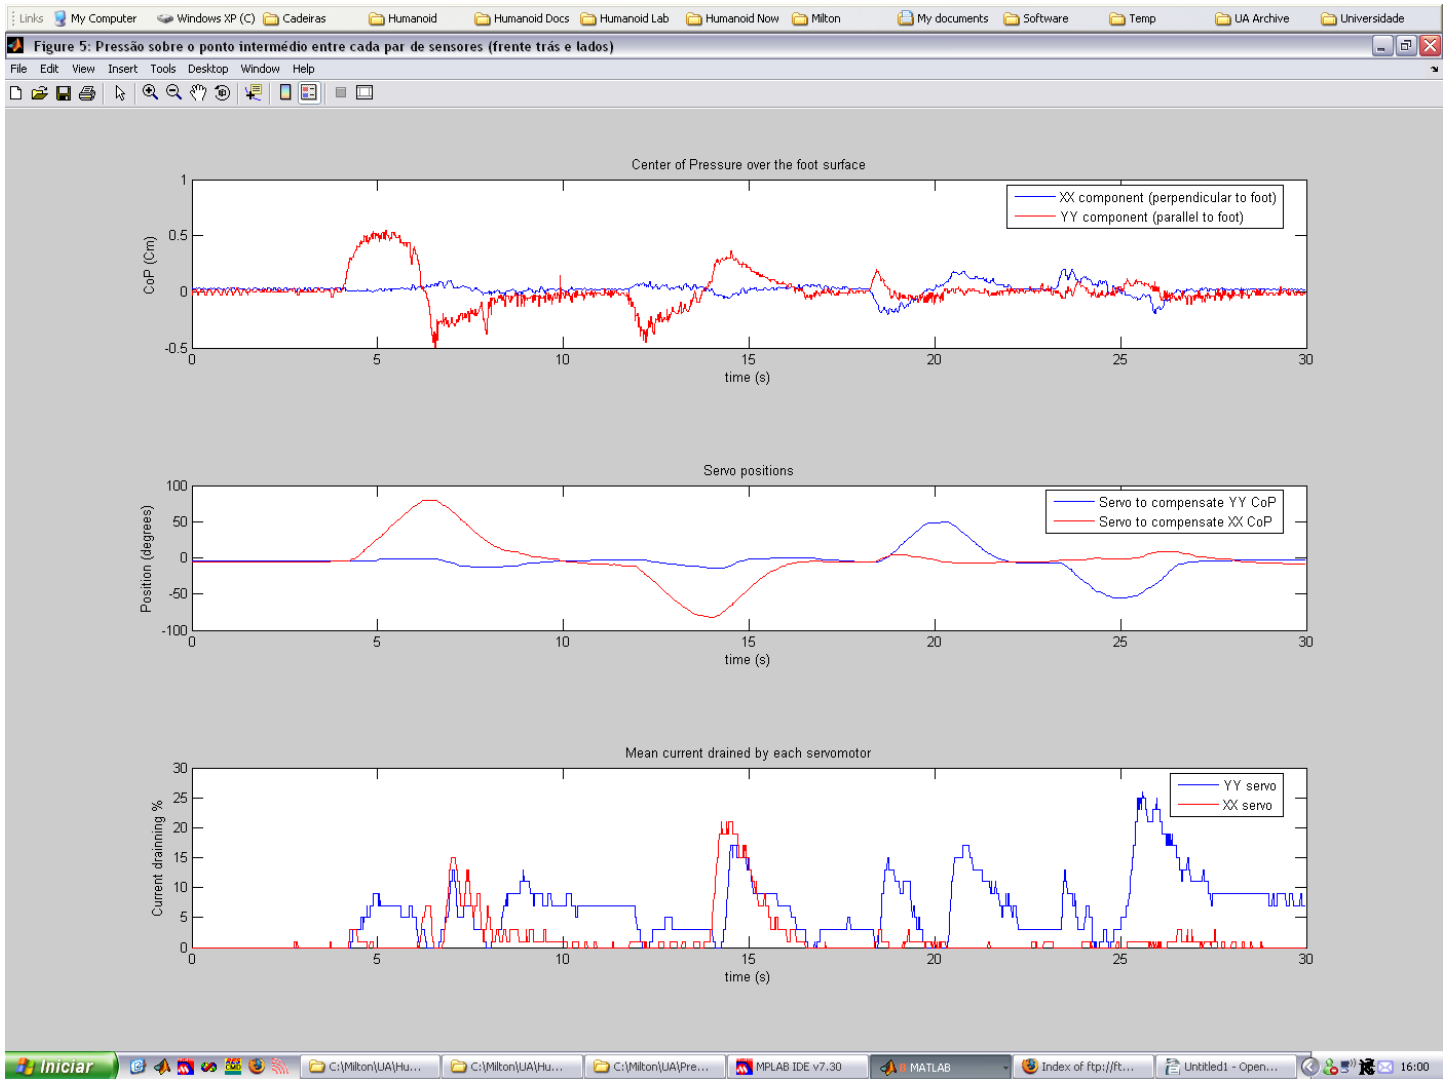 Links My Computer Windows XP (C) Cadeiras Humanoid Humanoid Docs Humanoid Lab Humanoid Now Milton My documents Software Temp UA Archive Universidade
Figure 5: Pressão sobre o ponto intermédio entre cada par de sensores (frente trás e lados)
File Edit View Insert Tools Desktop Window Help
Center of Pressure over the foot surface
1
0.5
0
-0.5
CoP (Cm)
XX component (perpendicular to foot)
YY component (parallel to foot)
0 5 10 15 20 25 30
time (s)
Servo positions
100
50
0
-50
-100
Position (degrees)
Servo to compensate YY CoP
Servo to compensate XX CoP
0 5 10 15 20 25 30
time (s)
Mean current drained by each servomotor
30
25
20
15
10
5
0
Current drainning %
YY servo
XX servo
0 5 10 15 20 25 30
time (s)
Iniciar C:\Milton\UA\Hu... C:\Milton\UA\Hu... C:\Milton\UA\Pre... MPLAB IDE v7.30 8 MATLAB Index of ftp://ft... Untitled1 - Open... 16:00